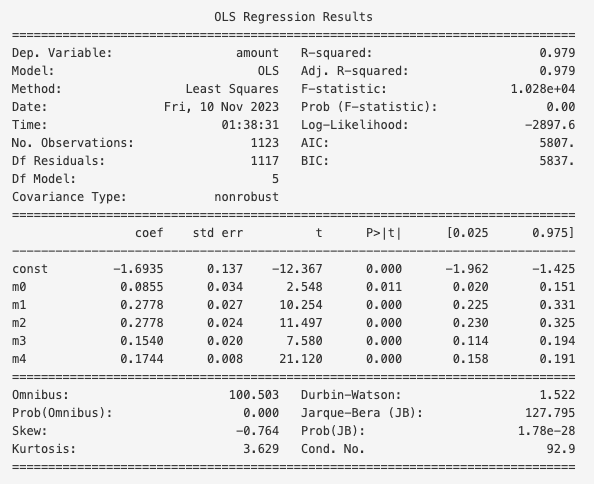 OLS Regression Results
==============================================================================
Dep. Variable: amount R-squared: 0.979
Model: OLS Adj. R-squared: 0.979
Method: Least Squares F-statistic: 1.028e+04
Date: Fri, 10 Nov 2023 Prob (F-statistic): 0.00
Time: 01:38:31 Log-Likelihood: -2897.6
No. Observations: 1123 AIC: 5807.
Df Residuals: 1117 BIC: 5837.
Df Model: 5
Covariance Type: nonrobust
==============================================================================
coef std err t P>|t| [0.025 0.975]
------------------------------------------------------------------------------
const -1.6935 0.137 -12.367 0.000 -1.962 -1.425
m0 0.0855 0.034 2.548 0.011 0.020 0.151
m1 0.2778 0.027 10.254 0.000 0.225 0.331
m2 0.2778 0.024 11.497 0.000 0.230 0.325
m3 0.1540 0.020 7.580 0.000 0.114 0.194
m4 0.1744 0.008 21.120 0.000 0.158 0.191
==============================================================================
Omnibus: 100.503 Durbin-Watson: 1.522
Prob(Omnibus): 0.000 Jarque-Bera (JB): 127.795
Skew: -0.764 Prob(JB): 1.78e-28
Kurtosis: 3.629 Cond. No. 92.9
==============================================================================